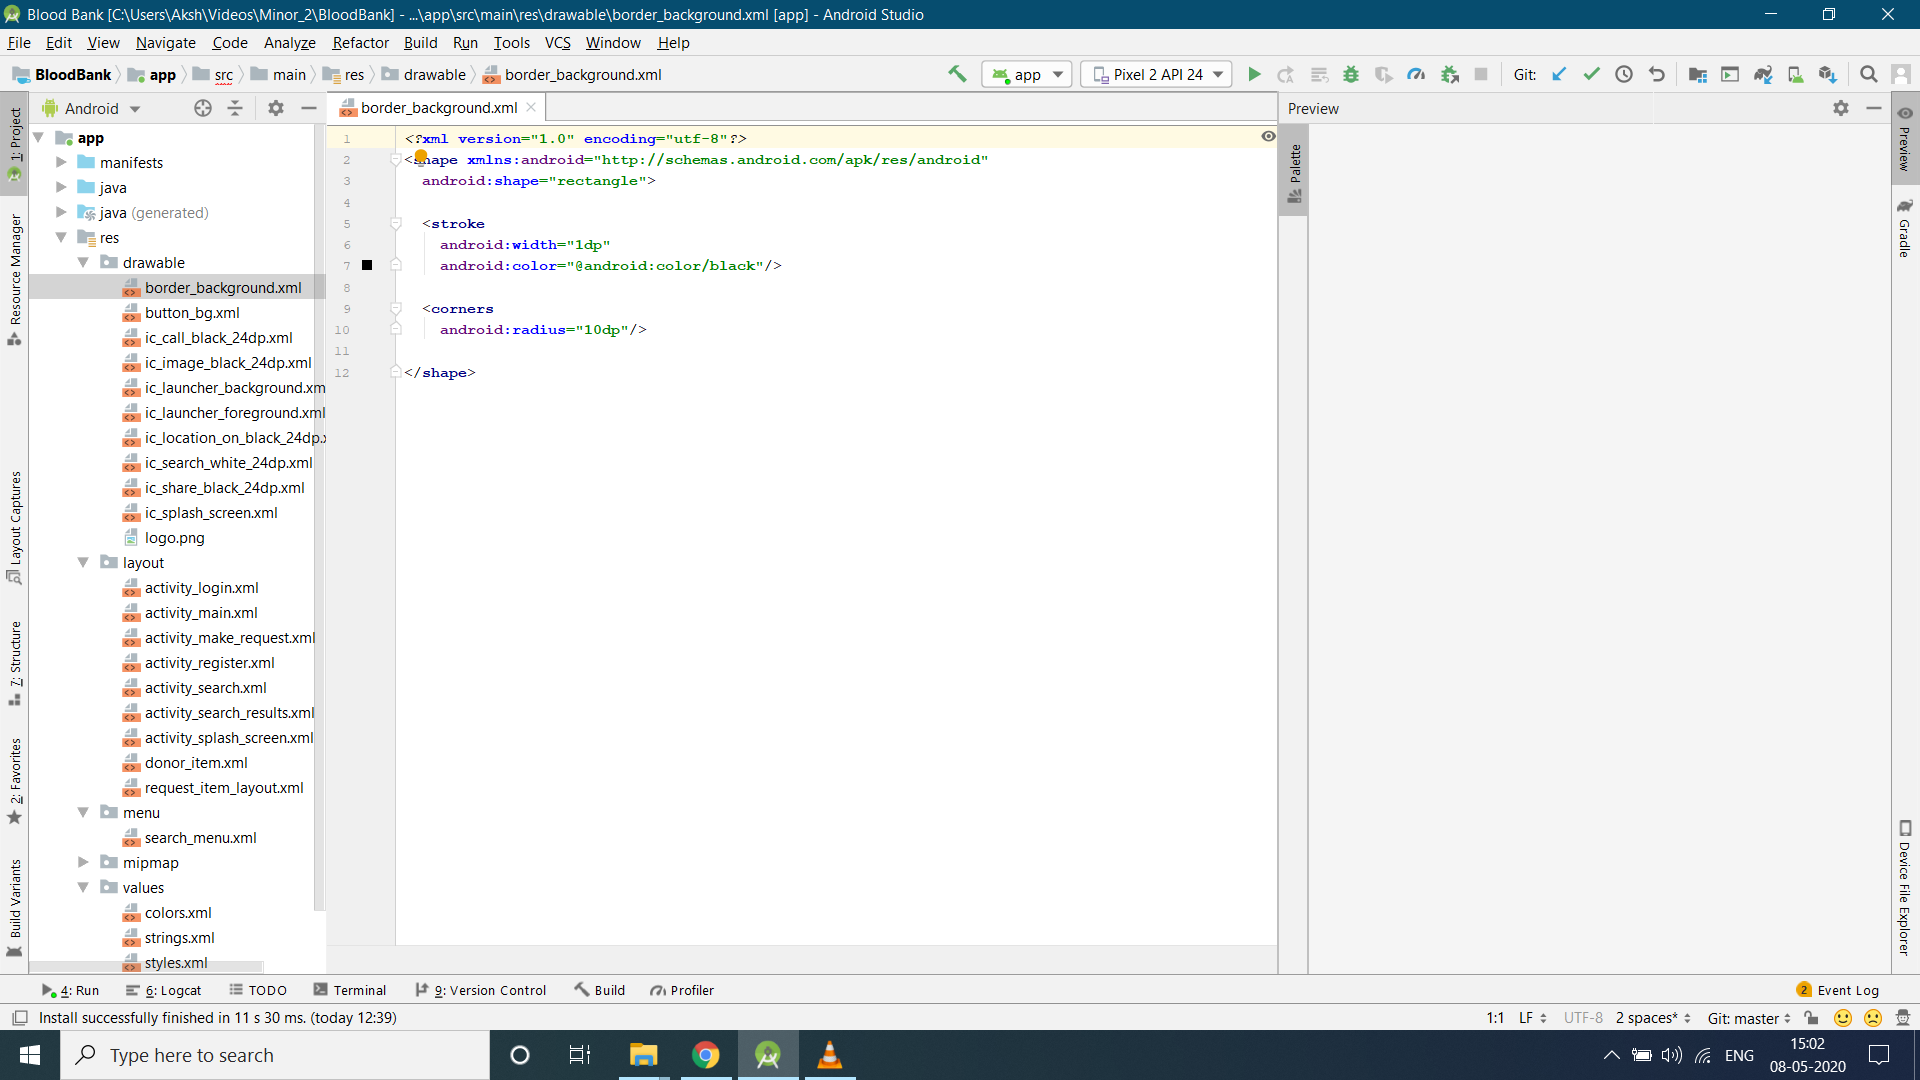 Blood Bank [C:\Users\Aksh\Videos\Minor_2\BloodBank] - ...\app\src\main\res\drawable\border_background.xml [app] - Android Studio
File Edit View Navigate Code Analyze Refactor Build Run Tools VCS Window Help
BloodBank app src main res drawable border_background.xml app Pixel 2 API 24 Git:
Android
border_background.xml
Preview
1: Project
Resource Manager
Layout Captures
7: Structure
2: Favorites
Build Variants
app
manifests
java
java (generated)
res
drawable
border_background.xml
button_bg.xml
ic_call_black_24dp.xml
ic_image_black_24dp.xml
ic_launcher_background.xm
ic_launcher_foreground.xml
ic_location_on_black_24dp.x
ic_search_white_24dp.xml
ic_share_black_24dp.xml
ic_splash_screen.xml
logo.png
layout
activity_login.xml
activity_main.xml
activity_make_request.xml
activity_register.xml
activity_search.xml
activity_search_results.xml
activity_splash_screen.xml
donor_item.xml
request_item_layout.xml
menu
search_menu.xml
mipmap
values
colors.xml
strings.xml
styles.xml
1 <?xml version="1.0" encoding="utf-8"?>
2 <shape xmlns:android="http://schemas.android.com/apk/res/android"
3 android:shape="rectangle">
4
5 <stroke
6 android:width="1dp"
7 android:color="@android:color/black"/>
8
9 <corners
10 android:radius="10dp"/>
11
12 </shape>
Palette
Preview
Gradle
Device File Explorer
4: Run 6: Logcat TODO Terminal 9: Version Control Build Profiler 2 Event Log
Install successfully finished in 11 s 30 ms. (today 12:39) 1:1 LF UTF-8 2 spaces* Git: master
Type here to search
ENG
15:02
08-05-2020